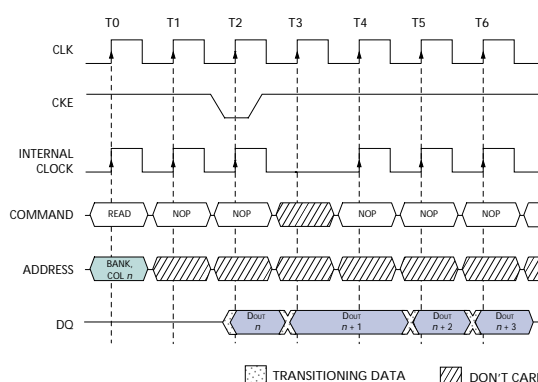 T0 T1 T2 T3 T4 T5 T6
CLK
CKE
INTERNAL
CLOCK
COMMAND READ NOP NOP NOP NOP NOP
ADDRESS BANK,
COL n
DQ DOUT DOUT DOUT DOUT
n n + 1 n + 2 n + 3
TRANSITIONING DATA DON'T CARE